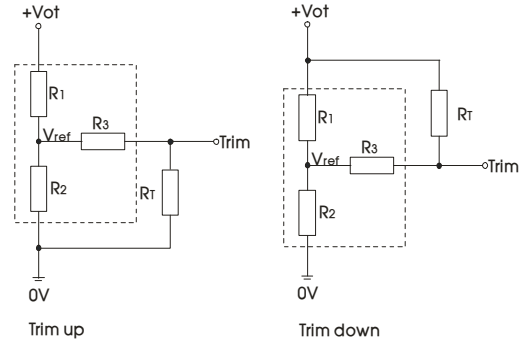 +Vot
R1
Vref
R3
Trim
R2
RT
0V
Trim up
+Vot
R1
RT
Vref
R3
Trim
R2
0V
Trim down